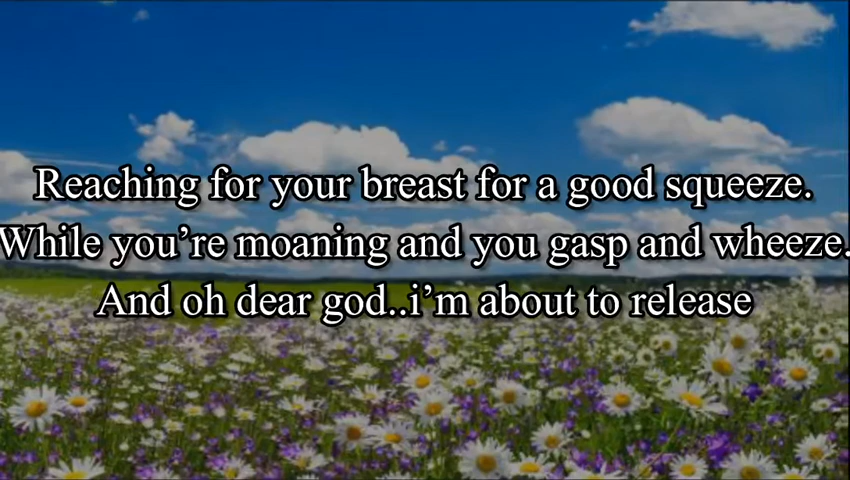 Reaching for your breast for a good squeeze.
While you’re moaning and you gasp and wheeze.
And oh dear god..i’m about to release